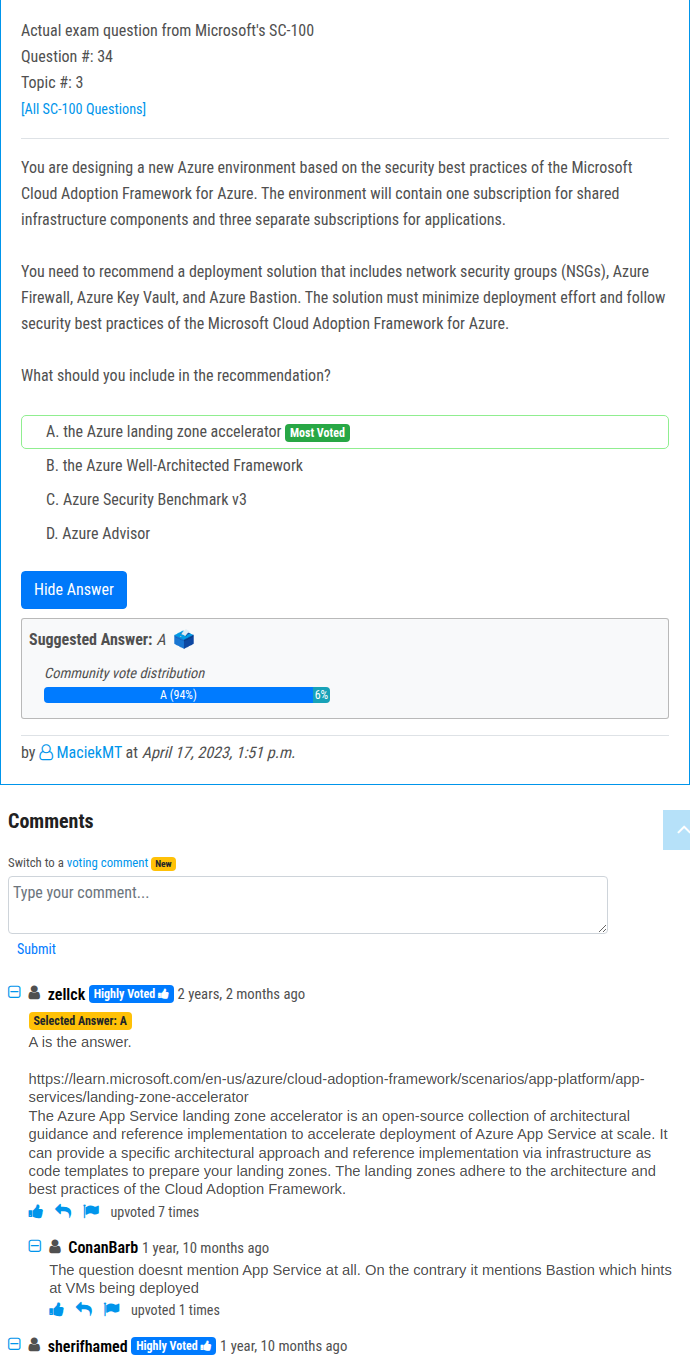 Actual exam question from Microsoft's SC-100
Question #: 34
Topic #: 3
[All SC-100 Questions]
You are designing a new Azure environment based on the security best practices of the Microsoft
Cloud Adoption Framework for Azure. The environment will contain one subscription for shared
infrastructure components and three separate subscriptions for applications.
You need to recommend a deployment solution that includes network security groups (NSGs), Azure
Firewall, Azure Key Vault, and Azure Bastion. The solution must minimize deployment effort and follow
security best practices of the Microsoft Cloud Adoption Framework for Azure.
What should you include in the recommendation?
A. the Azure landing zone accelerator Most Voted
B. the Azure Well-Architected Framework
C. Azure Security Benchmark v3
D. Azure Advisor
Hide Answer
Suggested Answer: A
Community vote distribution
A (94%) 6%
by MaciekMT at April 17, 2023, 1:51 p.m.
Comments
Switch to a voting comment New
Type your comment...
Submit
zellck Highly Voted 2 years, 2 months ago
Selected Answer: A
A is the answer.
https://learn.microsoft.com/en-us/azure/cloud-adoption-framework/scenarios/app-platform/app-
services/landing-zone-accelerator
The Azure App Service landing zone accelerator is an open-source collection of architectural
guidance and reference implementation to accelerate deployment of Azure App Service at scale. It
can provide a specific architectural approach and reference implementation via infrastructure as
code templates to prepare your landing zones. The landing zones adhere to the architecture and
best practices of the Cloud Adoption Framework.
upvoted 7 times
ConanBarb 1 year, 10 months ago
The question doesnt mention App Service at all. On the contrary it mentions Bastion which hints
at VMs being deployed
upvoted 1 times
sherifhamed Highly Voted 1 year, 10 months ago